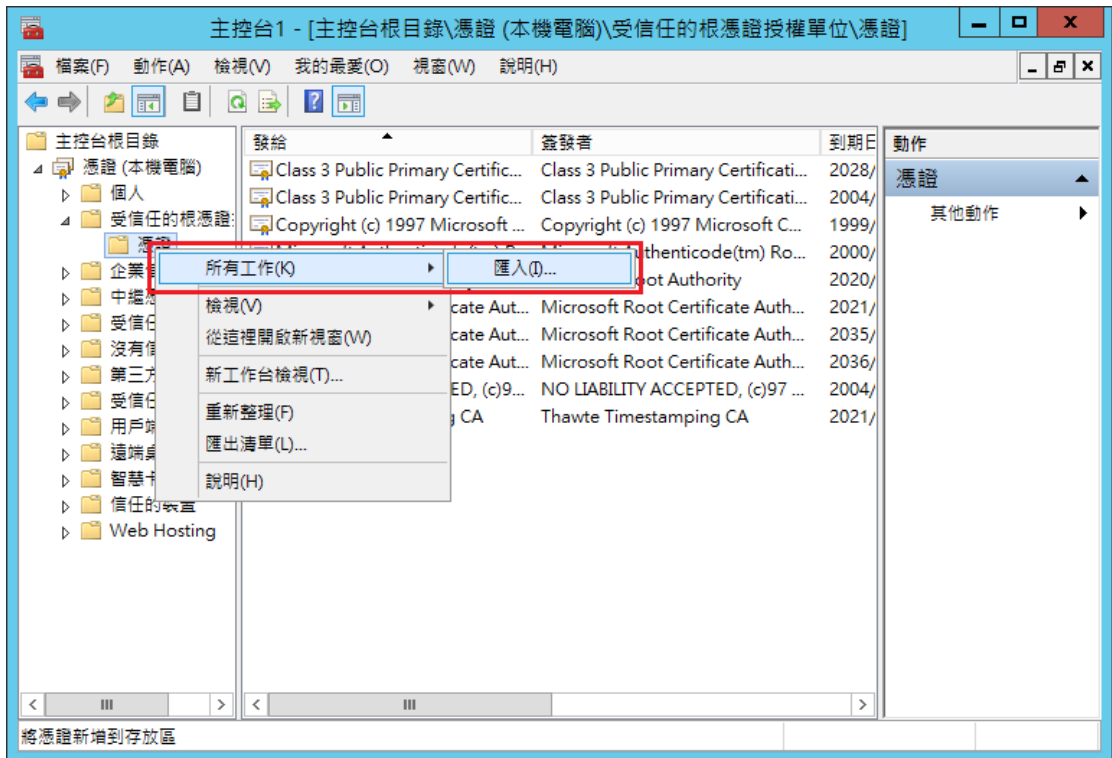 主控台1 - [主控台根目錄\憑證 (本機電腦)\受信任的根憑證授權單位\憑證]
檔案(F) 動作(A) 檢視(V) 我的最愛(O) 視窗(W) 說明(H)
主控台根目錄
憑證 (本機電腦)
個人
受信任的根憑證
憑證
企業
中繼
受信任
沒有信
第三方
受信任
用戶端
遠端
智慧卡
信任的裝置
Web Hosting
所有工作(K)
匯入(I)...
檢視(V)
從這裡開啟新視窗(W)
新工作台檢視(T)...
重新整理(F)
匯出清單(L)...
說明(H)
發給 簽發者 到期日
Class 3 Public Primary Certific... Class 3 Public Primary Certificati... 2028/
Class 3 Public Primary Certific... Class 3 Public Primary Certificati... 2004/
Copyright (c) 1997 Microsoft ... Copyright (c) 1997 Microsoft C... 1999/
thenticode(tm) Ro... 2000/
oot Authority 2020/
cate Aut... Microsoft Root Certificate Auth... 2021/
cate Aut... Microsoft Root Certificate Auth... 2035/
cate Aut... Microsoft Root Certificate Auth... 2036/
ED, (c)9... NO LIABILITY ACCEPTED, (c)97 ... 2004/
CA Thawte Timestamping CA 2021/
動作
憑證
其他動作
將憑證新增到存放區